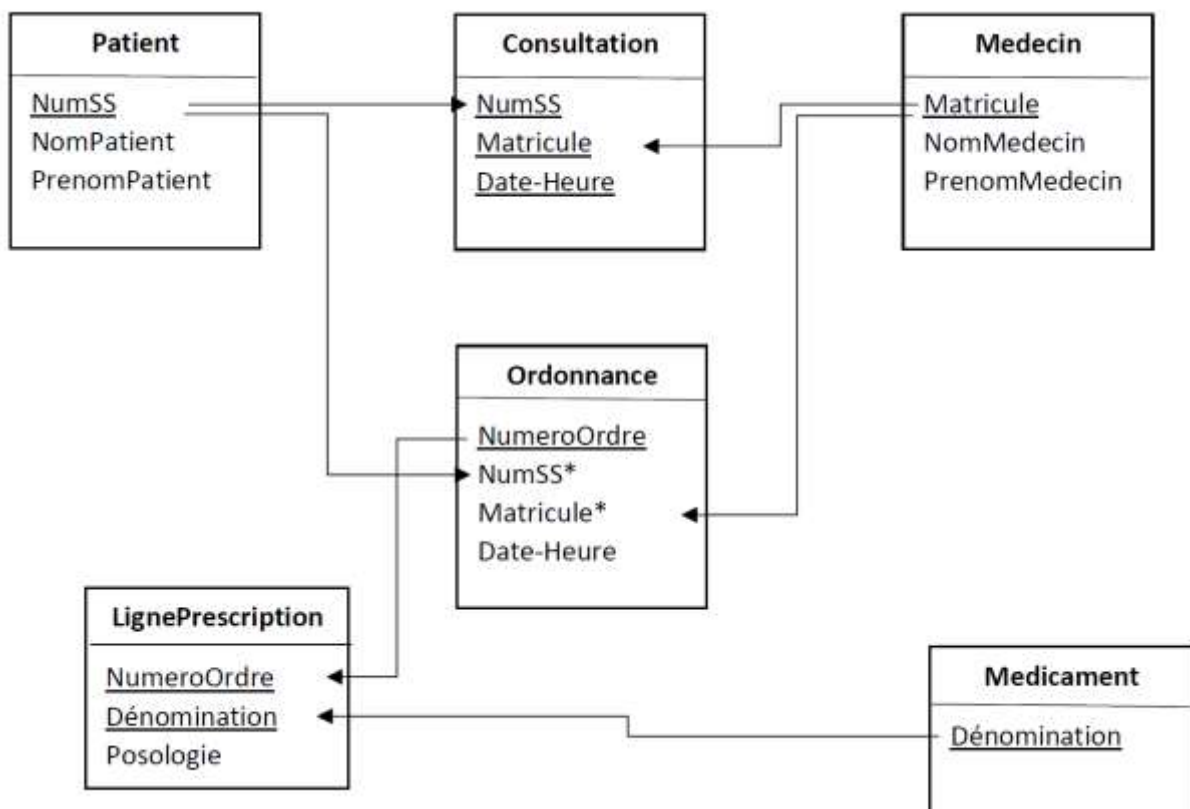 Patient
NumSS
NomPatient
PrenomPatient
Consultation
NumSS
Matricule
Date-Heure
Medecin
Matricule
NomMedecin
PrenomMedecin
Ordonnance
NumeroOrdre
NumSS*
Matricule*
Date-Heure
LignePrescription
NumeroOrdre
Dénomination
Posologie
Medicament
Dénomination